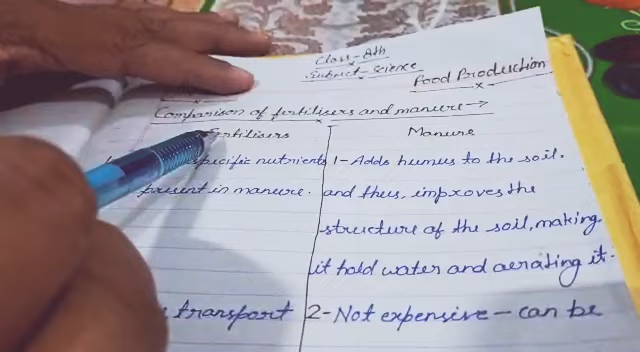 Class-8th
Subject-Science
Food Production
Comparison of fertilisers and manure→
Fertilisers
Manure
specific nutrients
present in manure.
transport
1-Adds humus to the soil.
and thus, improves the
structure of the soil, making
it hold water and aerating it.
2-Not expensive - can be